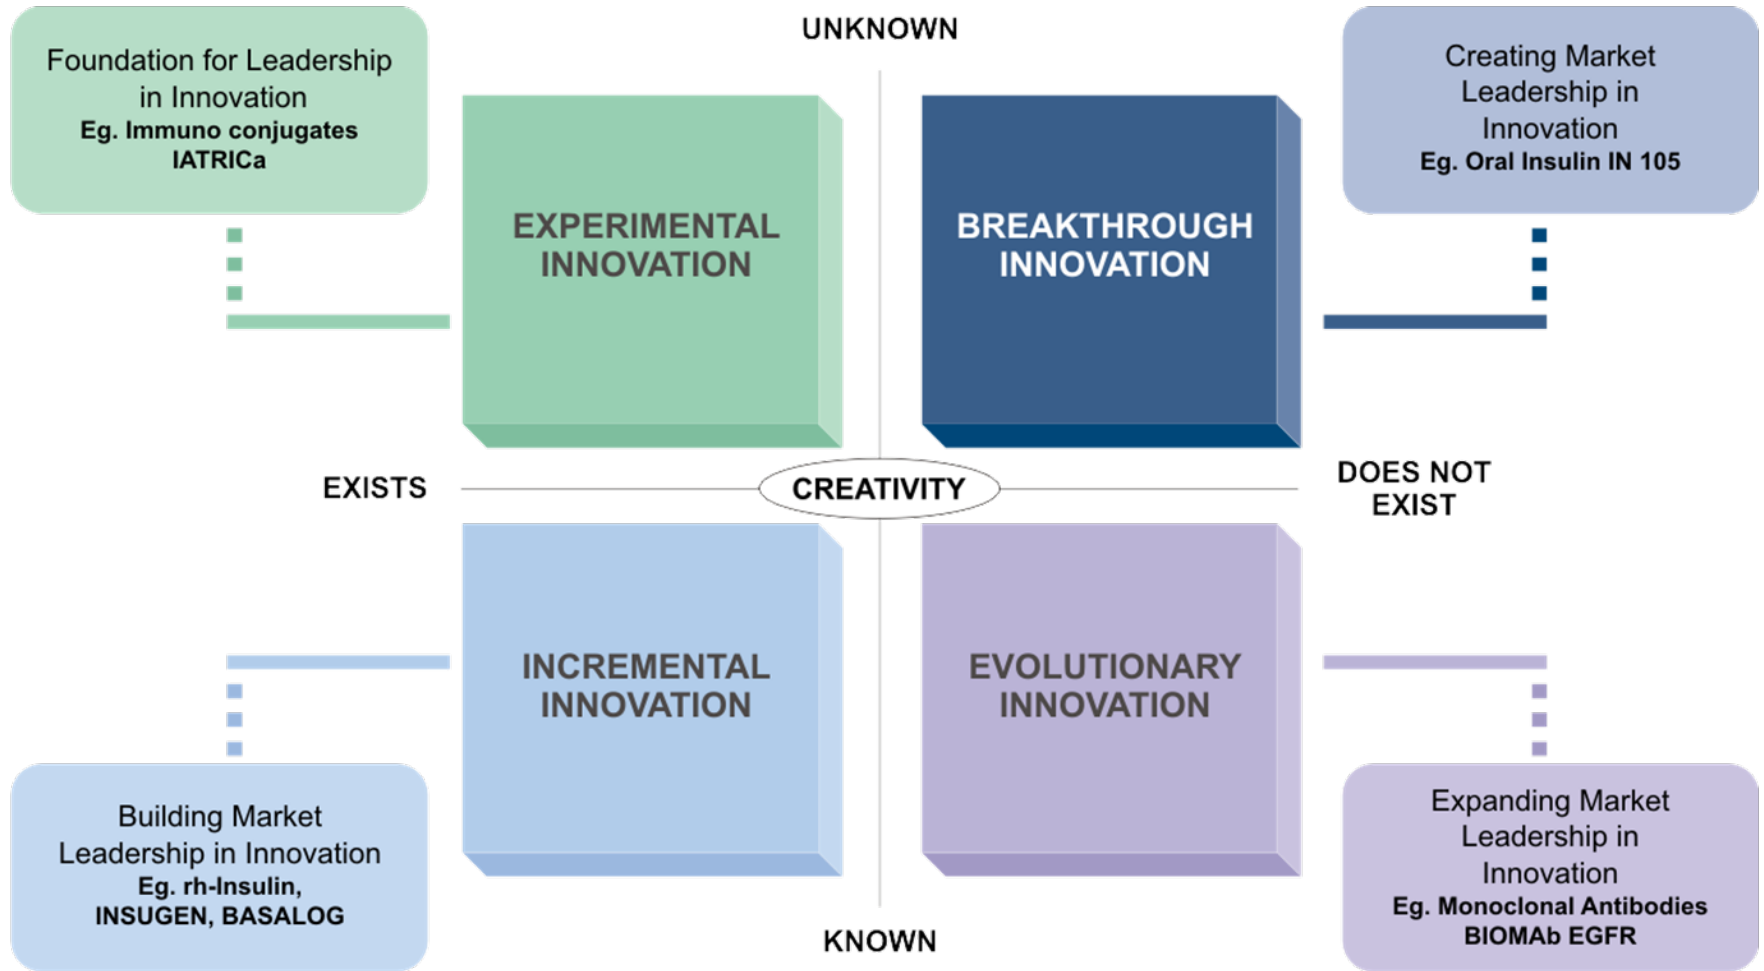 UNKNOWN
Foundation for Leadership
in Innovation
Eg. Immuno conjugates
IATRICa
EXPERIMENTAL
INNOVATION
BREAKTHROUGH
INNOVATION
Creating Market
Leadership in
Innovation
Eg. Oral Insulin IN 105
EXISTS
CREATIVITY
DOES NOT
EXIST
INCREMENTAL
INNOVATION
EVOLUTIONARY
INNOVATION
Building Market
Leadership in Innovation
Eg. rh-Insulin,
INSUGEN, BASALOG
Expanding Market
Leadership in
Innovation
Eg. Monoclonal Antibodies
BIOMAb EGFR
KNOWN